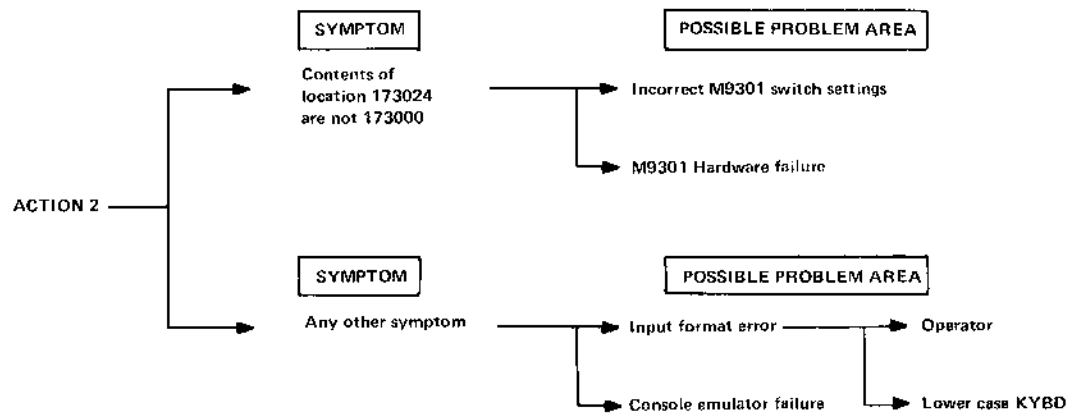 SYMPTOM
POSSIBLE PROBLEM AREA
Contents of
location 173024
are not 173000
Incorrect M9301 switch settings
M9301 Hardware failure
ACTION 2
SYMPTOM
POSSIBLE PROBLEM AREA
Any other symptom
Input format error
Operator
Console emulator failure
Lower case KYBD